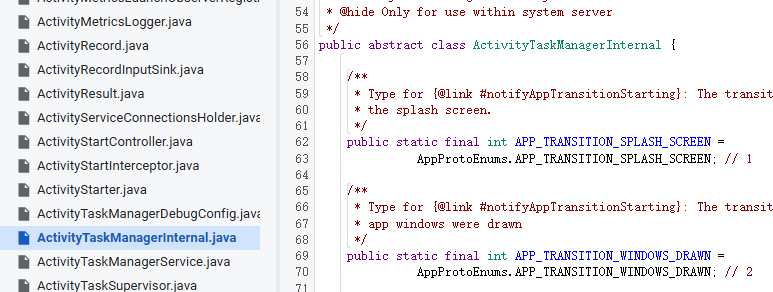 ActivityMetricsLaunchObserverRegistr
ActivityMetricsLogger.java
ActivityRecord.java
ActivityRecordInputSink.java
ActivityResult.java
ActivityServiceConnectionsHolder.java
ActivityStartController.java
ActivityStartInterceptor.java
ActivityStarter.java
ActivityTaskManagerDebugConfig.java
ActivityTaskManagerInternal.java
ActivityTaskManagerService.java
ActivityTaskSupervisor.java
54 * @hide Only for use within system server
55 */
56 public abstract class ActivityTaskManagerInternal {
57
58 /**
59 * Type for {@link #notifyAppTransitionStarting}: The transit
60 * the splash screen.
61 */
62 public static final int APP_TRANSITION_SPLASH_SCREEN =
63 AppProtoEnums.APP_TRANSITION_SPLASH_SCREEN; // 1
64
65 /**
66 * Type for {@link #notifyAppTransitionStarting}: The transit
67 * app windows were drawn
68 */
69 public static final int APP_TRANSITION_WINDOWS_DRAWN =
70 AppProtoEnums.APP_TRANSITION_WINDOWS_DRAWN; // 2
71